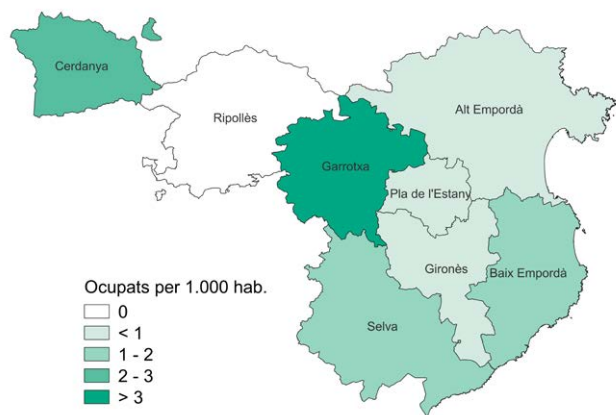 Cerdanya
Ripollès
Alt Empordà
Garrotxa
Pla de l'Estany
Gironès
Baix Empordà
Selva
Ocupats per 1.000 hab.
0
< 1
1 - 2
2 - 3
> 3